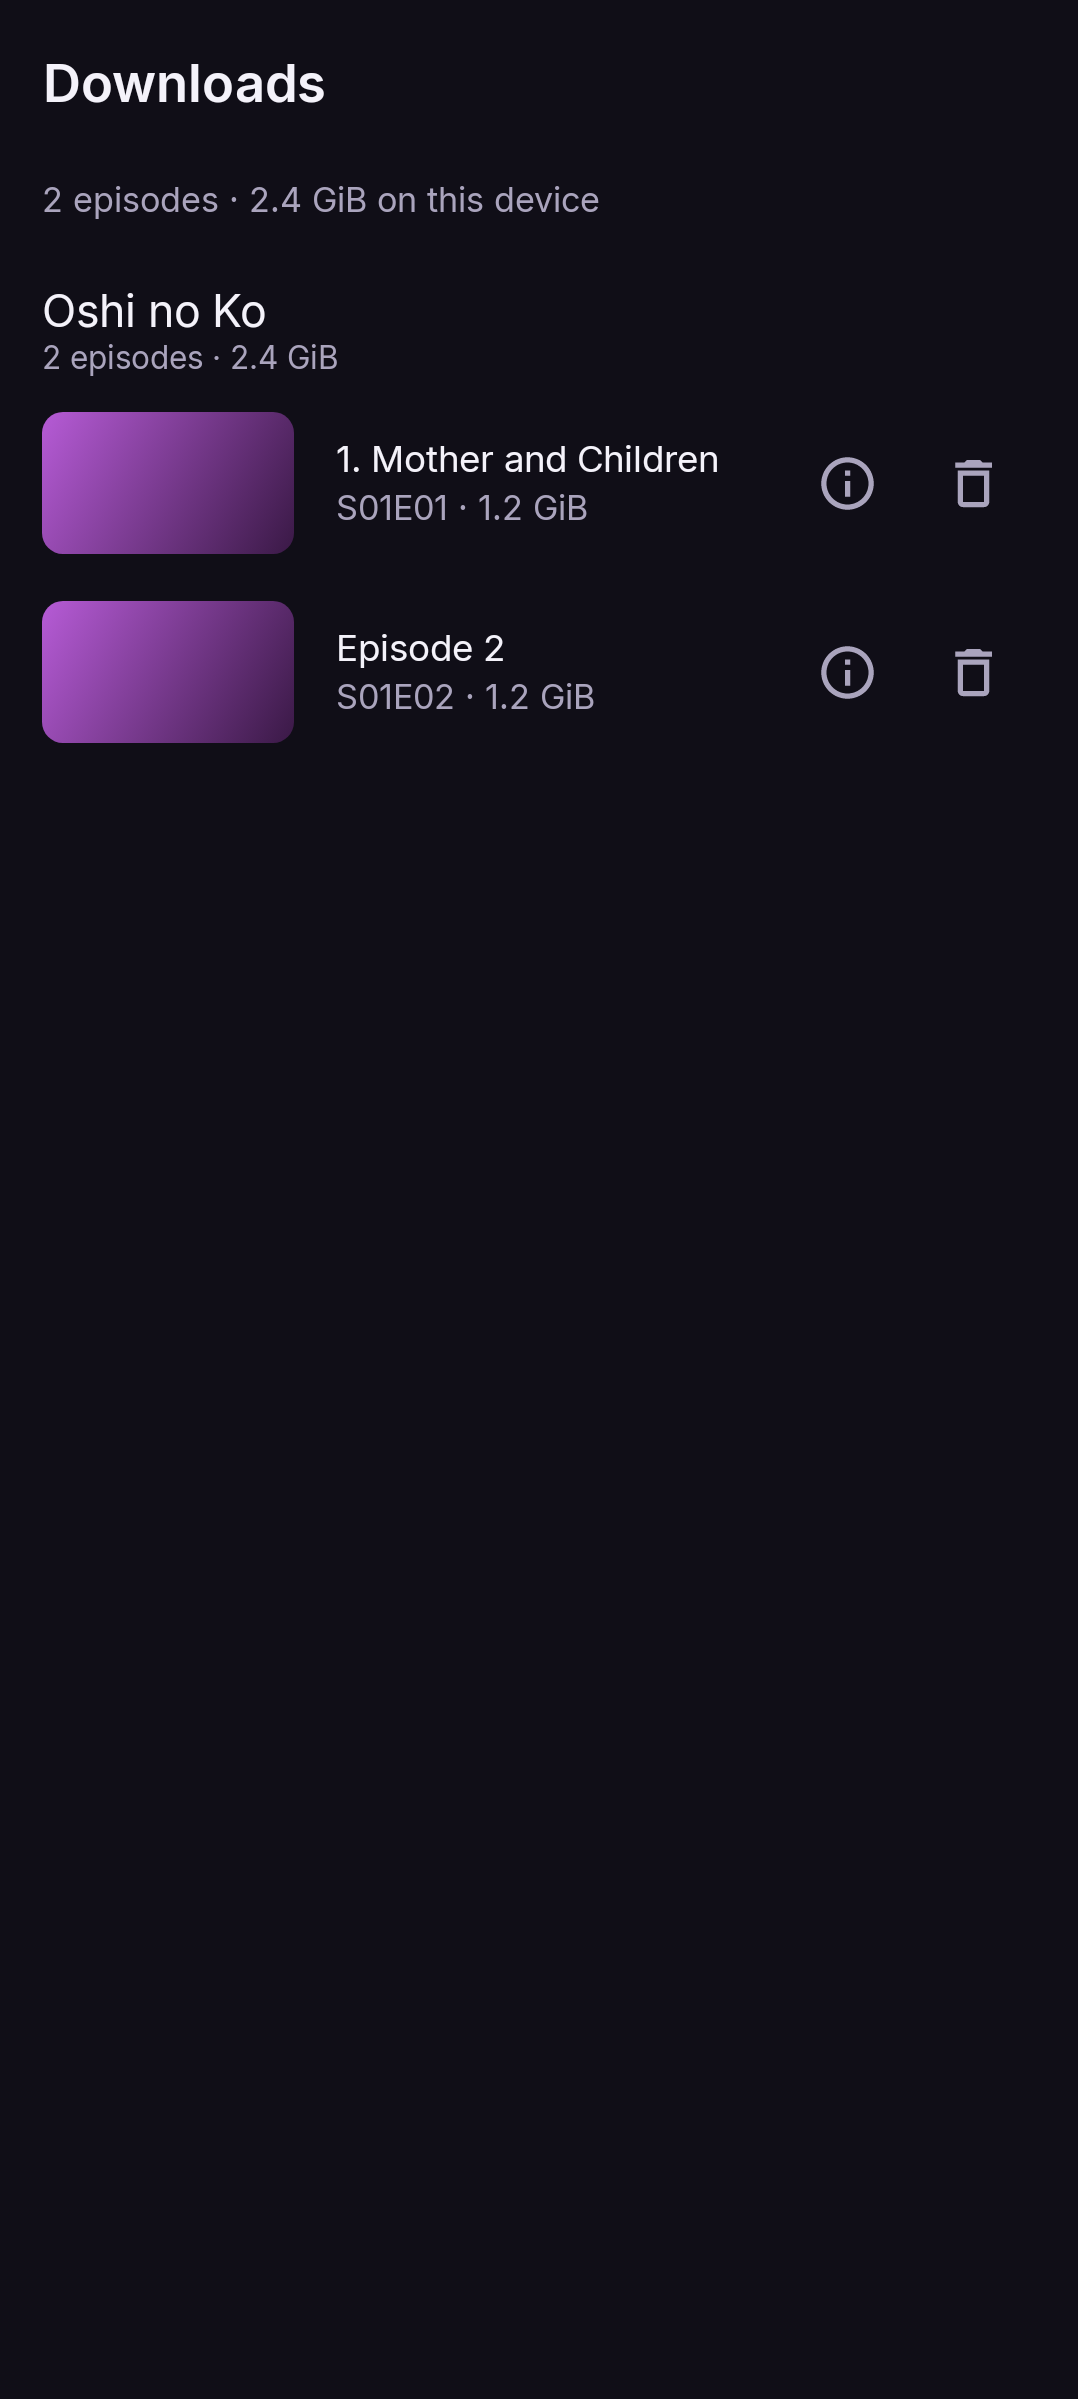 Downloads
2 episodes · 2.4 GiB on this device
Oshi no Ko
2 episodes · 2.4 GiB
1. Mother and Children
S01E01 · 1.2 GiB
Episode 2
S01E02 · 1.2 GiB